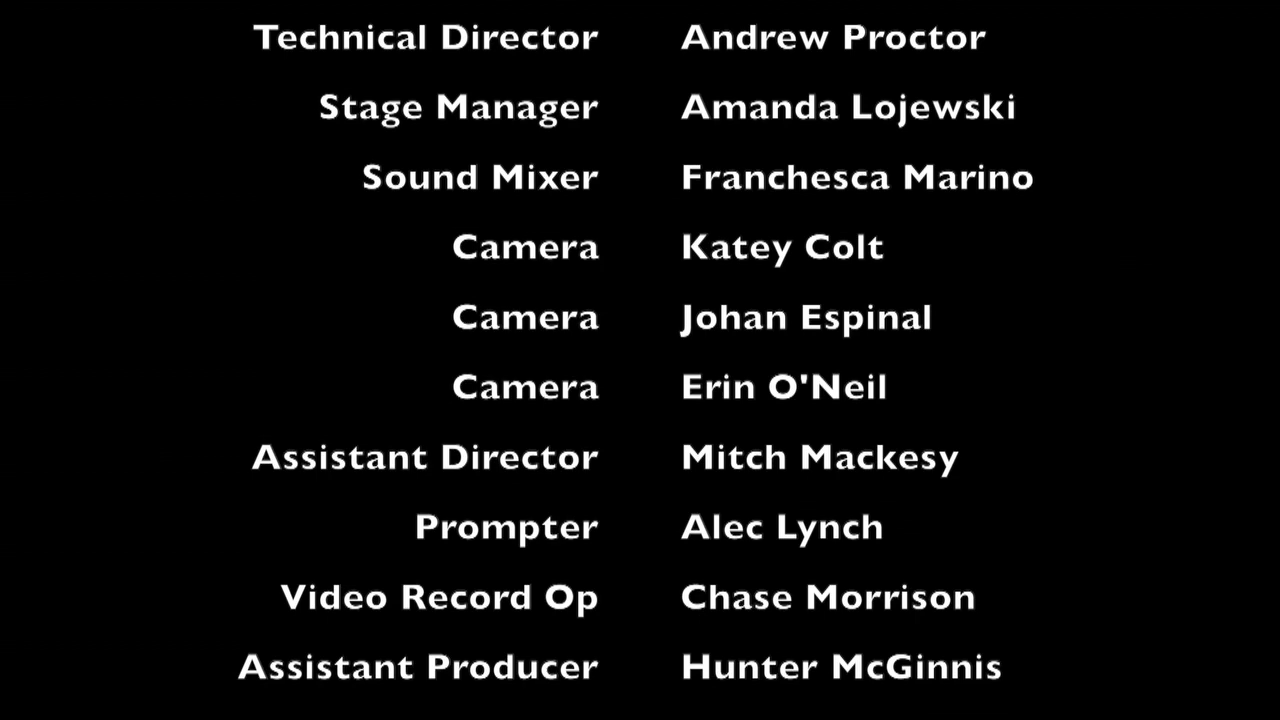 Technical Director Andrew Proctor
Stage Manager Amanda Lojewski
Sound Mixer Franchesca Marino
Camera Katey Colt
Camera Johan Espinal
Camera Erin O'Neil
Assistant Director Mitch Mackesy
Prompter Alec Lynch
Video Record Op Chase Morrison
Assistant Producer Hunter McGinnis